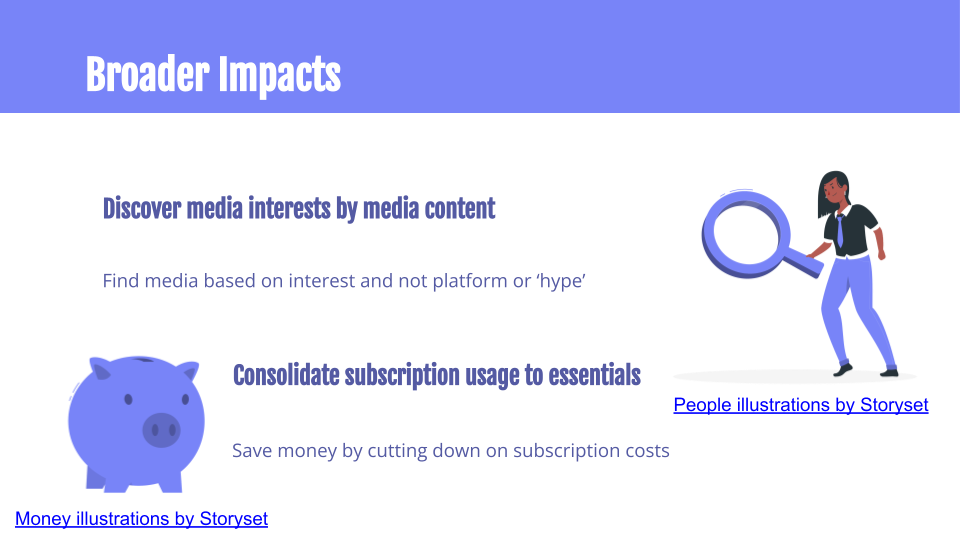 Broader Impacts
Discover media interests by media content
Find media based on interest and not platform or ‘hype’
Consolidate subscription usage to essentials
People illustrations by Storyset
Save money by cutting down on subscription costs
Money illustrations by Storyset